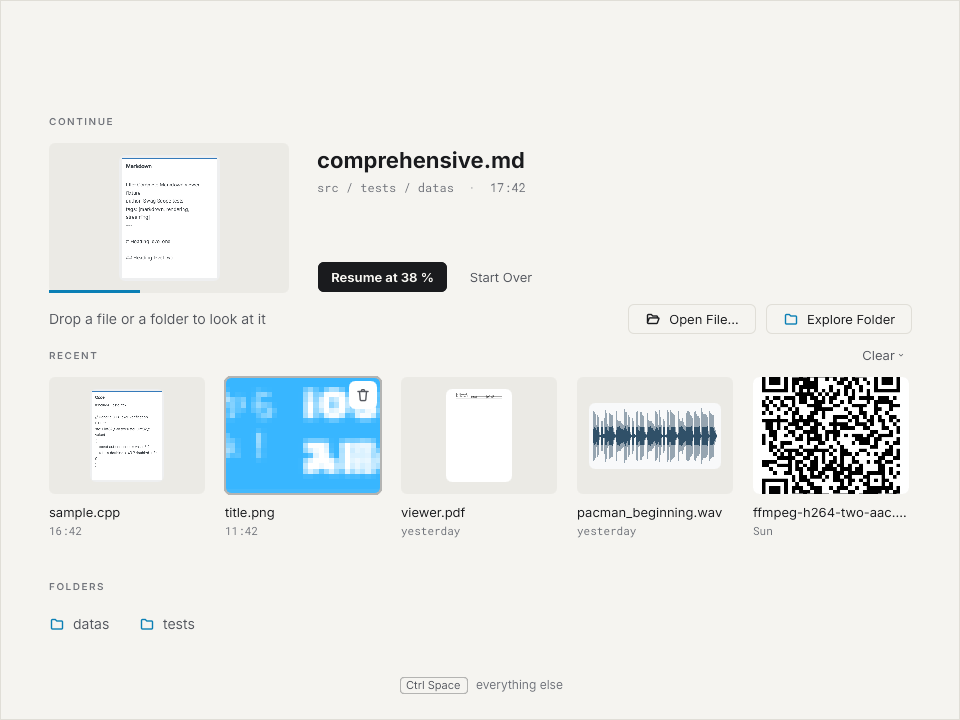 CONTINUE
Markdown
comprehensive.md
src / tests / datas · 17:42
Resume at 38 %
Start Over
Drop a file or a folder to look at it
Open File...
Explore Folder
RECENT
Clear
Code
sample.cpp
16:42
title.png
11:42
viewer.pdf
yesterday
pacman_beginning.wav
yesterday
ffmpeg-h264-two-aac....
Sun
FOLDERS
datas
tests
Ctrl Space everything else